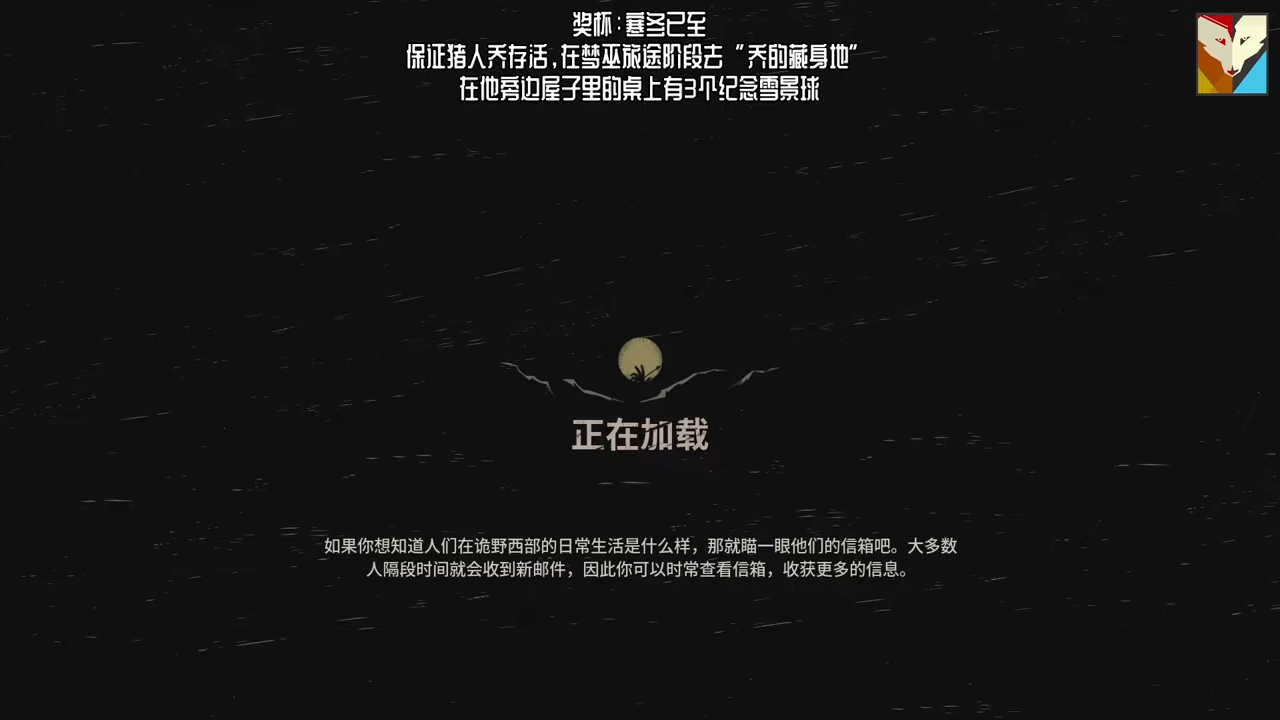 奖杯:寒冬已至
保证猪人乔存活,在梦巫旅途阶段去“乔的藏身地”
在他旁边屋子里的桌上有3个纪念雪景球
正在加载
如果你想知道人们在诡野西部的日常生活是什么样，那就瞄一眼他们的信箱吧。大多数
人隔段时间就会收到新邮件，因此你可以时常查看信箱，收获更多的信息。